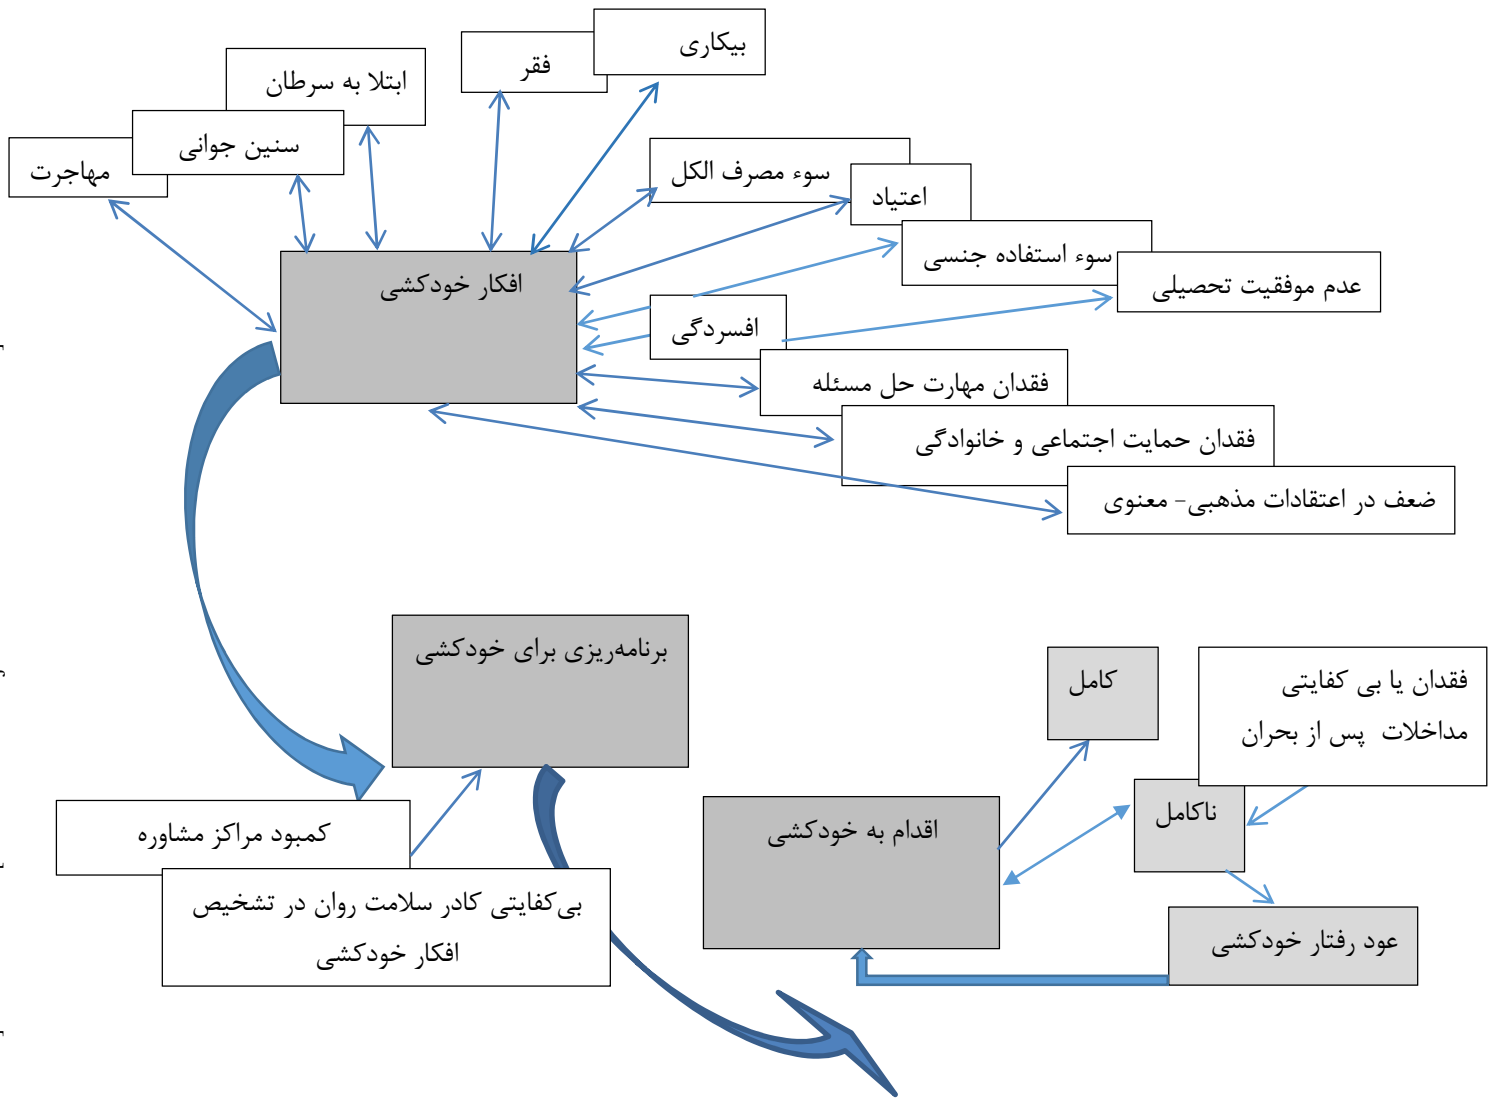 بیکاری
فقر
ابتلا به سرطان
سنین جوانی
مهاجرت
سوء مصرف الکل
اعتیاد
سوء استفاده جنسی
عدم موفقیت تحصیلی
افکار خودکشی
افسردگی
فقدان مهارت حل مسئله
فقدان حمایت اجتماعی و خانوادگی
ضعف در اعتقادات مذهبی- معنوی
برنامه‌ریزی برای خودکشی
کامل
فقدان یا بی کفایتی
مداخلات پس از بحران
ناکامل
اقدام به خودکشی
کمبود مراکز مشاوره
بی‌کفایتی کادر سلامت روان در تشخیص
افکار خودکشی
عود رفتار خودکشی